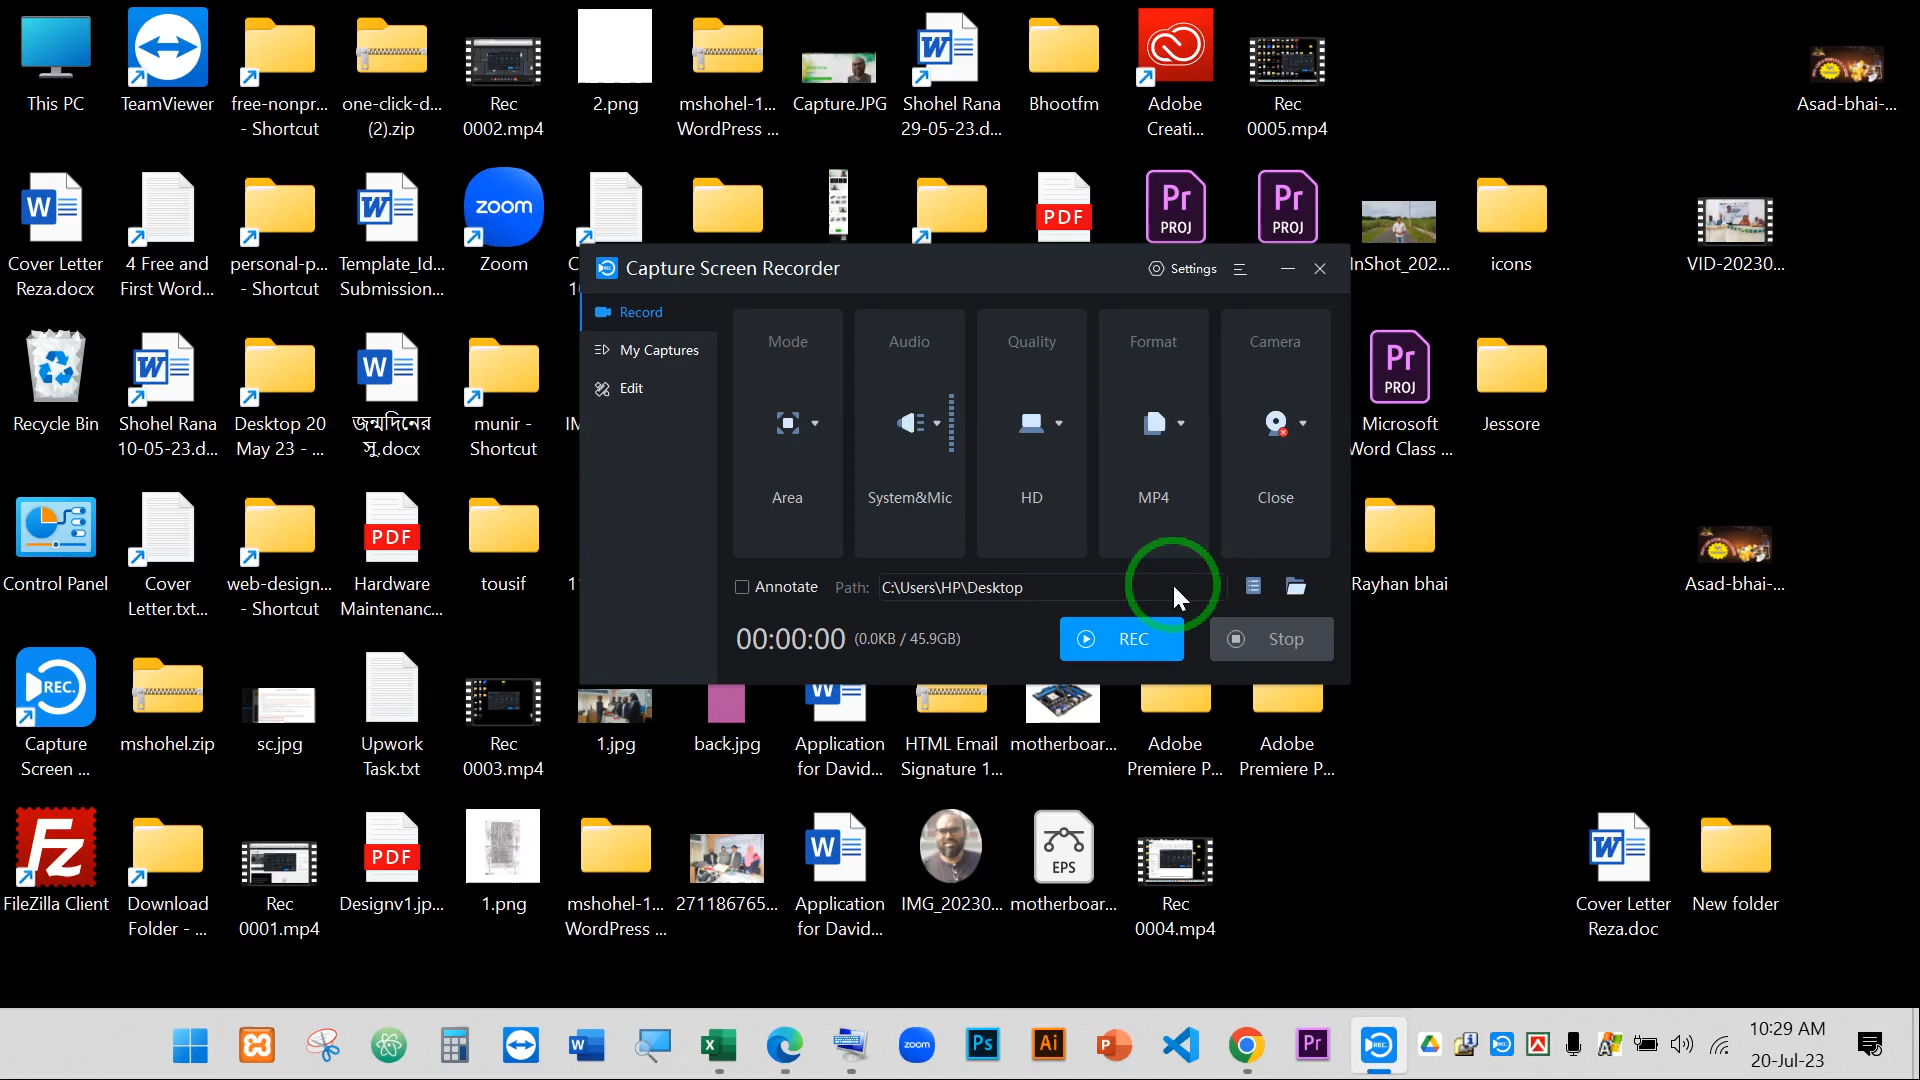 This PC
TeamViewer
free-nonpr...
- Shortcut
one-click-d...
(2).zip
Rec
0002.mp4
2.png
mshohel-1...
WordPress ...
Capture.JPG
Shohel Rana
29-05-23.d...
Bhootfm
Adobe
Creati...
Rec
0005.mp4
Asad-bhai-...
Cover Letter
Reza.docx
4 Free and
First Word...
personal-p...
- Shortcut
Template_Id...
Submission...
zoom
Zoom
PDF
Pr
PROJ
Pr
PROJ
InShot_202...
icons
VID-20230...
Capture Screen Recorder
Settings
Record
My Captures
Edit
Mode
Audio
Quality
Format
Camera
Area
System&Mic
HD
MP4
Close
Annotate
Path:
C:\Users\HP\Desktop
00:00:00
(0.0KB / 45.9GB)
REC
Stop
Recycle Bin
Shohel Rana
10-05-23.d...
Desktop 20
May 23 - ...
জন্মদিনের
সু.docx
munir -
Shortcut
Pr
PROJ
Microsoft
Word Class ...
Jessore
Control Panel
Cover
Letter.txt...
web-design...
- Shortcut
PDF
Hardware
Maintenanc...
tousif
Rayhan bhai
Asad-bhai-...
REC.
Capture
Screen ...
mshohel.zip
sc.jpg
Upwork
Task.txt
Rec
0003.mp4
1.jpg
back.jpg
Application
for David...
HTML Email
Signature 1...
motherboar...
Adobe
Premiere P...
Adobe
Premiere P...
Fz
FileZilla Client
Download
Folder - ...
Rec
0001.mp4
PDF
Designv1.jp...
1.png
mshohel-1...
WordPress ...
271186765...
Application
for David...
IMG_20230...
EPS
motherboar...
Rec
0004.mp4
Cover Letter
Reza.doc
New folder
zoom
Ps
Ai
Pr
REC
10:29 AM
20-Jul-23